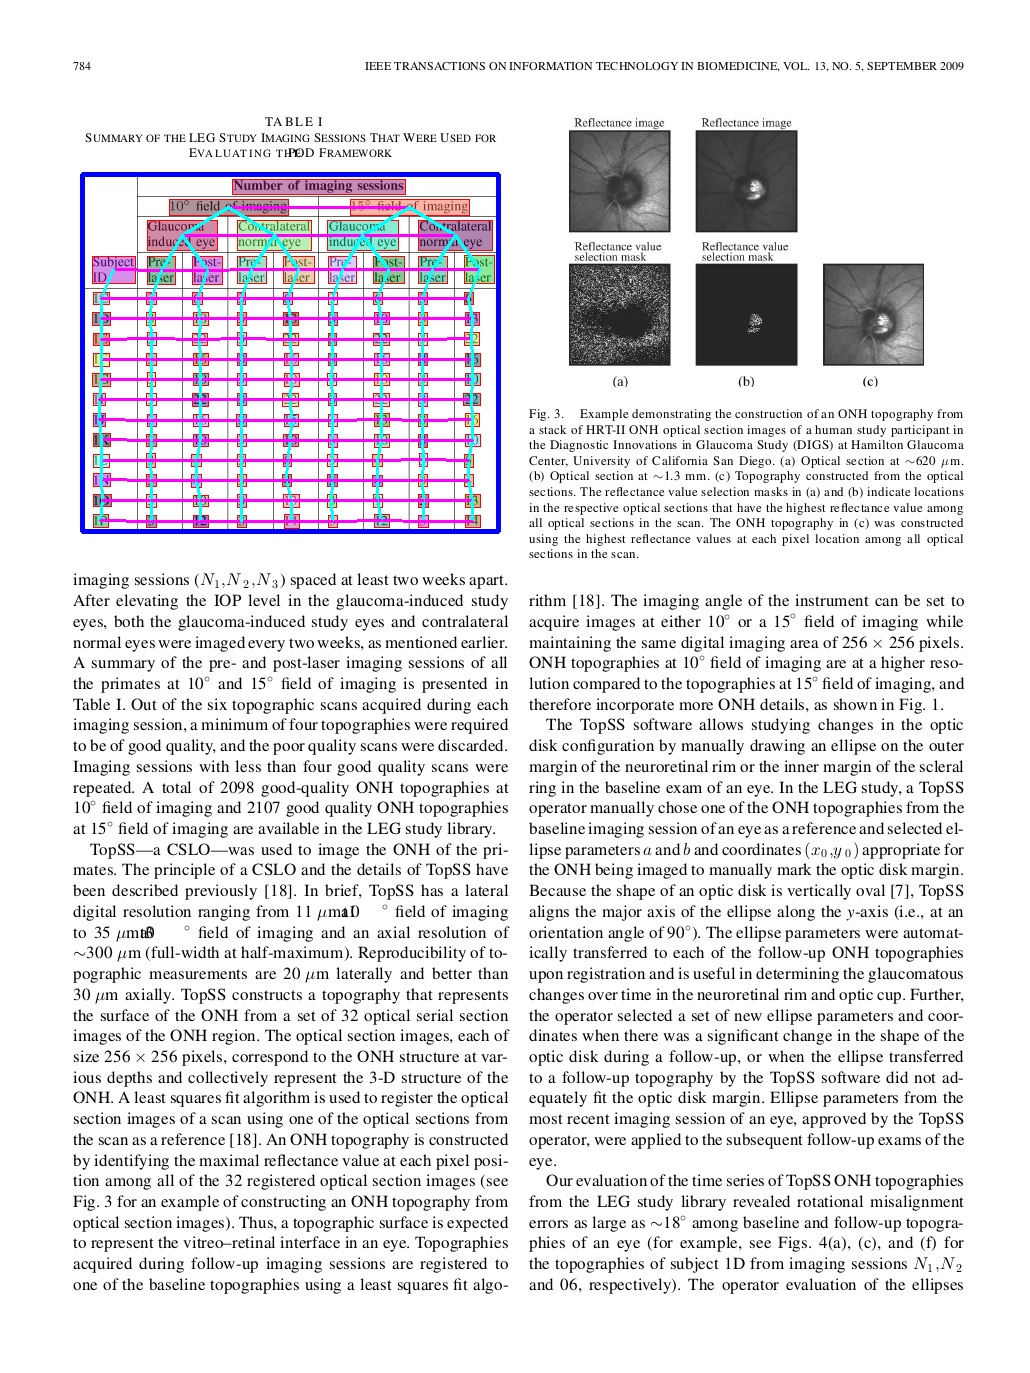 784
IEEE TRANSACTIONS ON INFORMATION TECHNOLOGY IN BIOMEDICINE, VOL. 13, NO. 5, SEPTEMBER 2009
TABLE I
SUMMARY OF THE LEG STUDY IMAGING SESSIONS THAT WERE USED FOR
EVALUATING THE POD FRAMEWORK
Number of imaging sessions
10° field of imaging 15° field of imaging
Glaucoma Contralateral Glaucoma Contralateral
induced eye normal eye induced eye normal eye
Subject Pre- Post- Pre- Post- Pre- Post- Pre- Post-
ID laser laser laser laser laser laser laser laser
Reflectance image Reflectance image
Reflectance value Reflectance value
selection mask selection mask
(a) (b) (c)
Fig. 3. Example demonstrating the construction of an ONH topography from
a stack of HRT-II ONH optical section images of a human study participant in
the Diagnostic Innovations in Glaucoma Study (DIGS) at Hamilton Glaucoma
Center, University of California San Diego. (a) Optical section at ∼620 μm.
(b) Optical section at ∼1.3 mm. (c) Topography constructed from the optical
sections. The reflectance value selection masks in (a) and (b) indicate locations
in the respective optical sections that have the highest reflectance value among
all optical sections in the scan. The ONH topography in (c) was constructed
using the highest reflectance values at each pixel location among all optical
sections in the scan.
imaging sessions (N1,N2,N3) spaced at least two weeks apart.
After elevating the IOP level in the glaucoma-induced study
eyes, both the glaucoma-induced study eyes and contralateral
normal eyes were imaged every two weeks, as mentioned earlier.
A summary of the pre- and post-laser imaging sessions of all
the primates at 10° and 15° field of imaging is presented in
Table I. Out of the six topographic scans acquired during each
imaging session, a minimum of four topographies were required
to be of good quality, and the poor quality scans were discarded.
Imaging sessions with less than four good quality scans were
repeated. A total of 2098 good-quality ONH topographies at
10° field of imaging and 2107 good quality ONH topographies
at 15° field of imaging are available in the LEG study library.
TopSS—a CSLO—was used to image the ONH of the pri-
mates. The principle of a CSLO and the details of TopSS have
been described previously [18]. In brief, TopSS has a lateral
digital resolution ranging from 11 μm ° field of imaging
to 35 μm ° field of imaging and an axial resolution of
∼300 μm (full-width at half-maximum). Reproducibility of to-
pographic measurements are 20 μm laterally and better than
30 μm axially. TopSS constructs a topography that represents
the surface of the ONH from a set of 32 optical serial section
images of the ONH region. The optical section images, each of
size 256 × 256 pixels, correspond to the ONH structure at var-
ious depths and collectively represent the 3-D structure of the
ONH. A least squares fit algorithm is used to register the optical
section images of a scan using one of the optical sections from
the scan as a reference [18]. An ONH topography is constructed
by identifying the maximal reflectance value at each pixel posi-
tion among all of the 32 registered optical section images (see
Fig. 3 for an example of constructing an ONH topography from
optical section images). Thus, a topographic surface is expected
to represent the vitreo–retinal interface in an eye. Topographies
acquired during follow-up imaging sessions are registered to
one of the baseline topographies using a least squares fit algo-
rithm [18]. The imaging angle of the instrument can be set to
acquire images at either 10° or a 15° field of imaging while
maintaining the same digital imaging area of 256 × 256 pixels.
ONH topographies at 10° field of imaging are at a higher reso-
lution compared to the topographies at 15° field of imaging, and
therefore incorporate more ONH details, as shown in Fig. 1.
The TopSS software allows studying changes in the optic
disk configuration by manually drawing an ellipse on the outer
margin of the neuroretinal rim or the inner margin of the scleral
ring in the baseline exam of an eye. In the LEG study, a TopSS
operator manually chose one of the ONH topographies from the
baseline imaging session of an eye as a reference and selected el-
lipse parameters a and b and coordinates (x0,y0) appropriate for
the ONH being imaged to manually mark the optic disk margin.
Because the shape of an optic disk is vertically oval [7], TopSS
aligns the major axis of the ellipse along the y-axis (i.e., at an
orientation angle of 90°). The ellipse parameters were automat-
ically transferred to each of the follow-up ONH topographies
upon registration and is useful in determining the glaucomatous
changes over time in the neuroretinal rim and optic cup. Further,
the operator selected a set of new ellipse parameters and coor-
dinates when there was a significant change in the shape of the
optic disk during a follow-up, or when the ellipse transferred
to a follow-up topography by the TopSS software did not ad-
equately fit the optic disk margin. Ellipse parameters from the
most recent imaging session of an eye, approved by the TopSS
operator, were applied to the subsequent follow-up exams of the
eye.
Our evaluation of the time series of TopSS ONH topographies
from the LEG study library revealed rotational misalignment
errors as large as ∼18° among baseline and follow-up topogra-
phies of an eye (for example, see Figs. 4(a), (c), and (f) for
the topographies of subject 1D from imaging sessions N1,N2
and 06, respectively). The operator evaluation of the ellipses